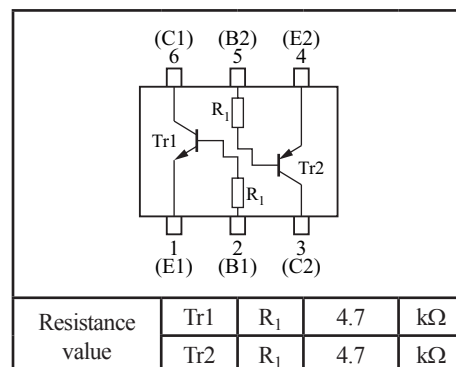 (C1) (B2) (E2)
6 5 4
R1
Tr1
Tr2
R1
1 2 3
(E1) (B1) (C2)
Resistance value Tr1 R1 4.7 kΩ
Tr2 R1 4.7 kΩ